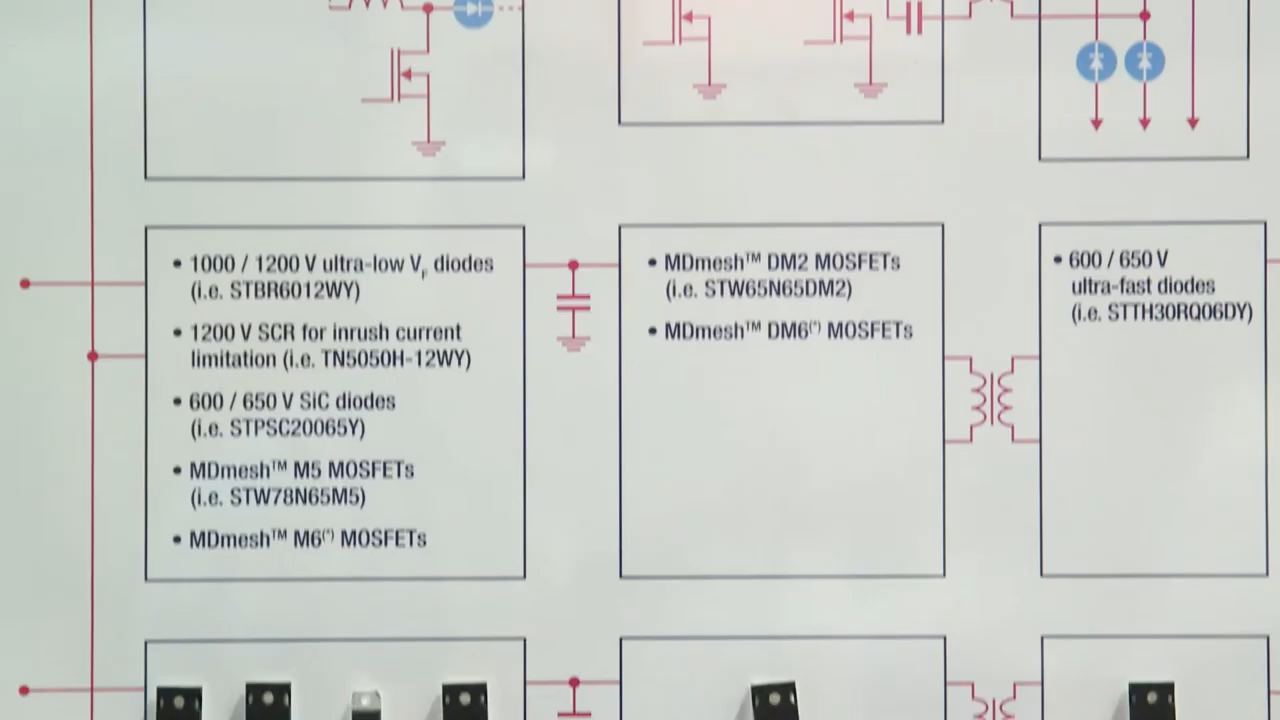 • 1000 / 1200 V ultra-low VF diodes
(i.e. STBR6012WY)
• 1200 V SCR for inrush current
limitation (i.e. TN5050H-12WY)
• 600 / 650 V SiC diodes
(i.e. STPSC20065Y)
• MDmesh™ M5 MOSFETs
(i.e. STW78N65M5)
• MDmesh™ M6(*) MOSFETs
• MDmesh™ DM2 MOSFETs
(i.e. STW65N65DM2)
• MDmesh™ DM6(*) MOSFETs
• 600 / 650 V
ultra-fast diodes
(i.e. STTH30RQ06DY)